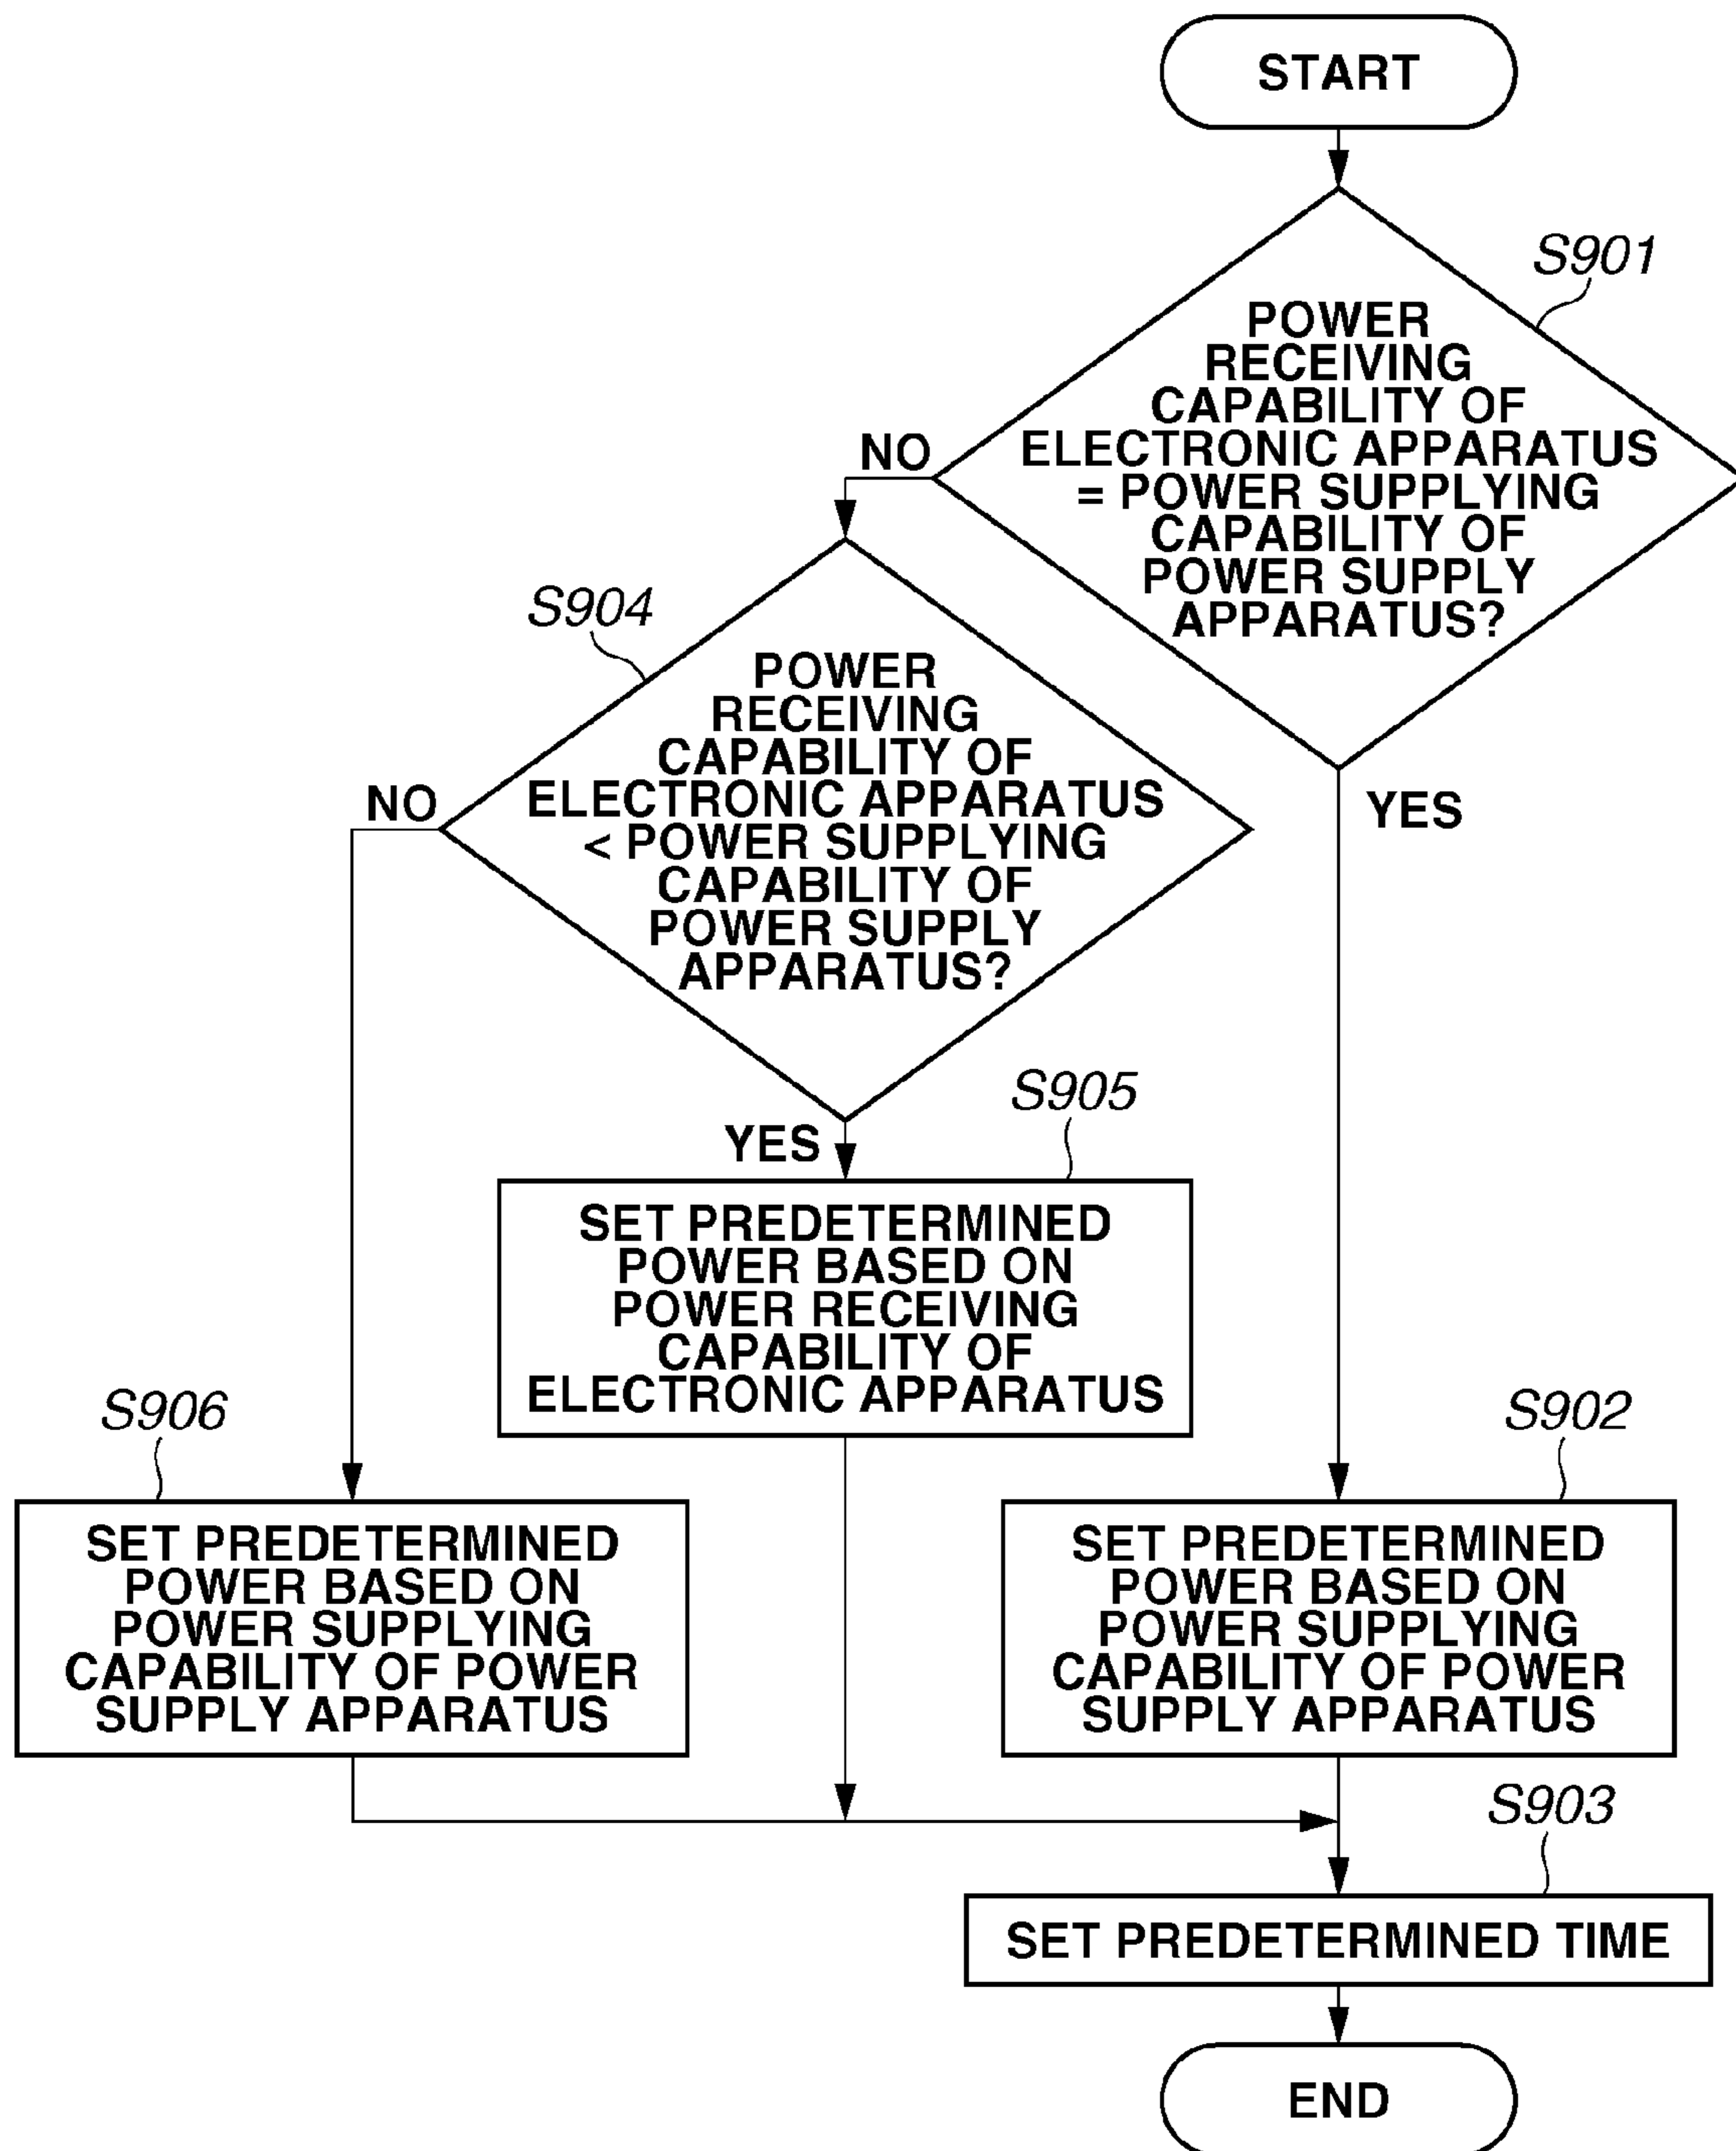 START
S901
POWER
RECEIVING
CAPABILITY OF
ELECTRONIC APPARATUS
= POWER SUPPLYING
CAPABILITY OF
POWER SUPPLY
APPARATUS?
NO
YES
S904
POWER
RECEIVING
CAPABILITY OF
ELECTRONIC APPARATUS
< POWER SUPPLYING
CAPABILITY OF
POWER SUPPLY
APPARATUS?
NO
YES
S905
SET PREDETERMINED
POWER BASED ON
POWER RECEIVING
CAPABILITY OF
ELECTRONIC APPARATUS
S906
SET PREDETERMINED
POWER BASED ON
POWER SUPPLYING
CAPABILITY OF POWER
SUPPLY APPARATUS
S902
SET PREDETERMINED
POWER BASED ON
POWER SUPPLYING
CAPABILITY OF POWER
SUPPLY APPARATUS
S903
SET PREDETERMINED TIME
END